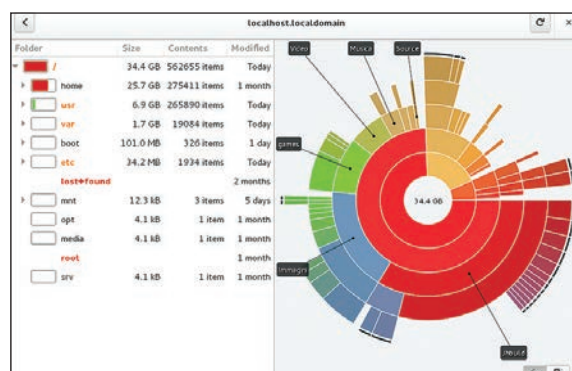 localhost.localdomain
Folder Size Contents Modified
/ 34.4 GB 562655 items Today
home 25.7 GB 275411 items 1 month
usr 6.9 GB 265890 items Today
var 1.7 GB 19084 items Today
boot 101.0 MB 326 items 1 day
etc 34.2 MB 1934 items Today
lost+found 2 months
mnt 12.3 kB 3 items 5 days
opt 4.1 kB 1 item 1 month
media 4.1 kB 1 item 1 month
root 1 month
srv 4.1 kB 1 item 1 month
Video
Musica
Source
games
34.4 GB
Immagini